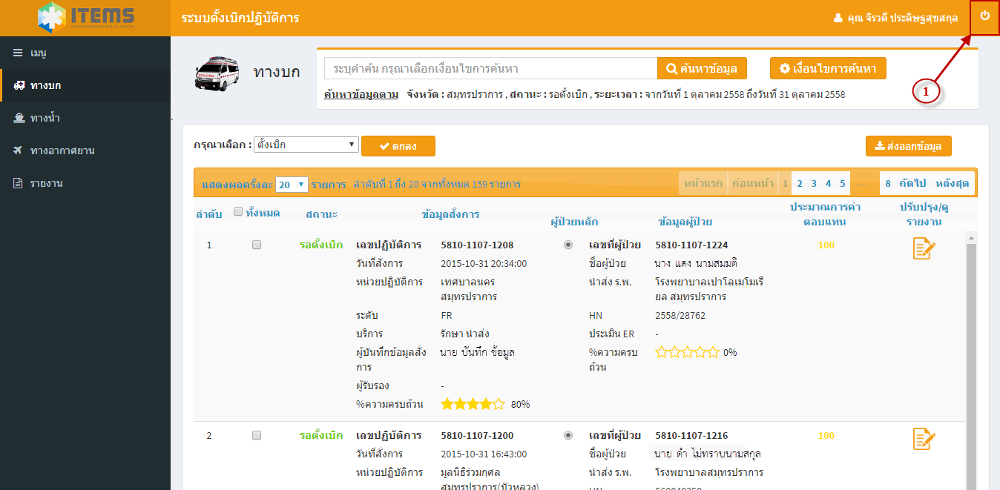 ITEMS
ระบบตั้งเบิกปฏิบัติการ
คุณ จิรวดี ประดิษฐสุขสกุล
เมนู
ทางบก
ทางน้ำ
ทางอากาศยาน
รายงาน
1
ทางบก
ระบุคำค้น กรุณาเลือกเงื่อนไขการค้นหา
ค้นหาข้อมูล
เงื่อนไขการค้นหา
ค้นหาข้อมูลตาม จังหวัด : สมุทรปราการ , สถานะ : รอตั้งเบิก , ระยะเวลา : จากวันที่ 1 ตุลาคม 2558 ถึงวันที่ 31 ตุลาคม 2558
กรุณาเลือก : ตั้งเบิก ตกลง ส่งออกข้อมูล
แสดงผลครั้งละ 20 รายการ ลำดับที่ 1 ถึง 20 จากทั้งหมด 159 รายการ หน้าแรก ก่อนหน้า 1 2 3 4 5 ... 8 ถัดไป หลังสุด
ลำดับ ทั้งหมด สถานะ ข้อมูลสั่งการ ผู้ป่วยหลัก ข้อมูลผู้ป่วย ประมาณการค่า ปรับปรุง/ดู
ตอบแทน รายงาน
1 รอตั้งเบิก เลขปฏิบัติการ 5810-1107-1208 เลขที่ผู้ป่วย 5810-1107-1224 100
วันที่สั่งการ 2015-10-31 20:34:00 ชื่อผู้ป่วย นาง แดง นามสมมติ
หน่วยปฏิบัติการ เทศบาลนคร นำส่ง ร.พ. โรงพยาบาลเปาโลเมโมเรี
สมุทรปราการ ยล สมุทรปราการ
ระดับ FR HN 2558/28762
บริการ รักษา นำส่ง ประเมิน ER -
ผู้บันทึกข้อมูลสั่ง นาย บันทึก ข้อมูล %ความครบ 0%
การ ถ้วน
ผู้รับรอง -
%ความครบถ้วน 80%
2 รอตั้งเบิก เลขปฏิบัติการ 5810-1107-1200 เลขที่ผู้ป่วย 5810-1107-1216 100
วันที่สั่งการ 2015-10-31 16:43:00 ชื่อผู้ป่วย นาย ดำ ไม่ทราบนามสกุล
หน่วยปฏิบัติการ มูลนิธิร่วมกุศล นำส่ง ร.พ. โรงพยาบาลสมุทรปราการ
สมุทรปราการ(บัวหลวง)